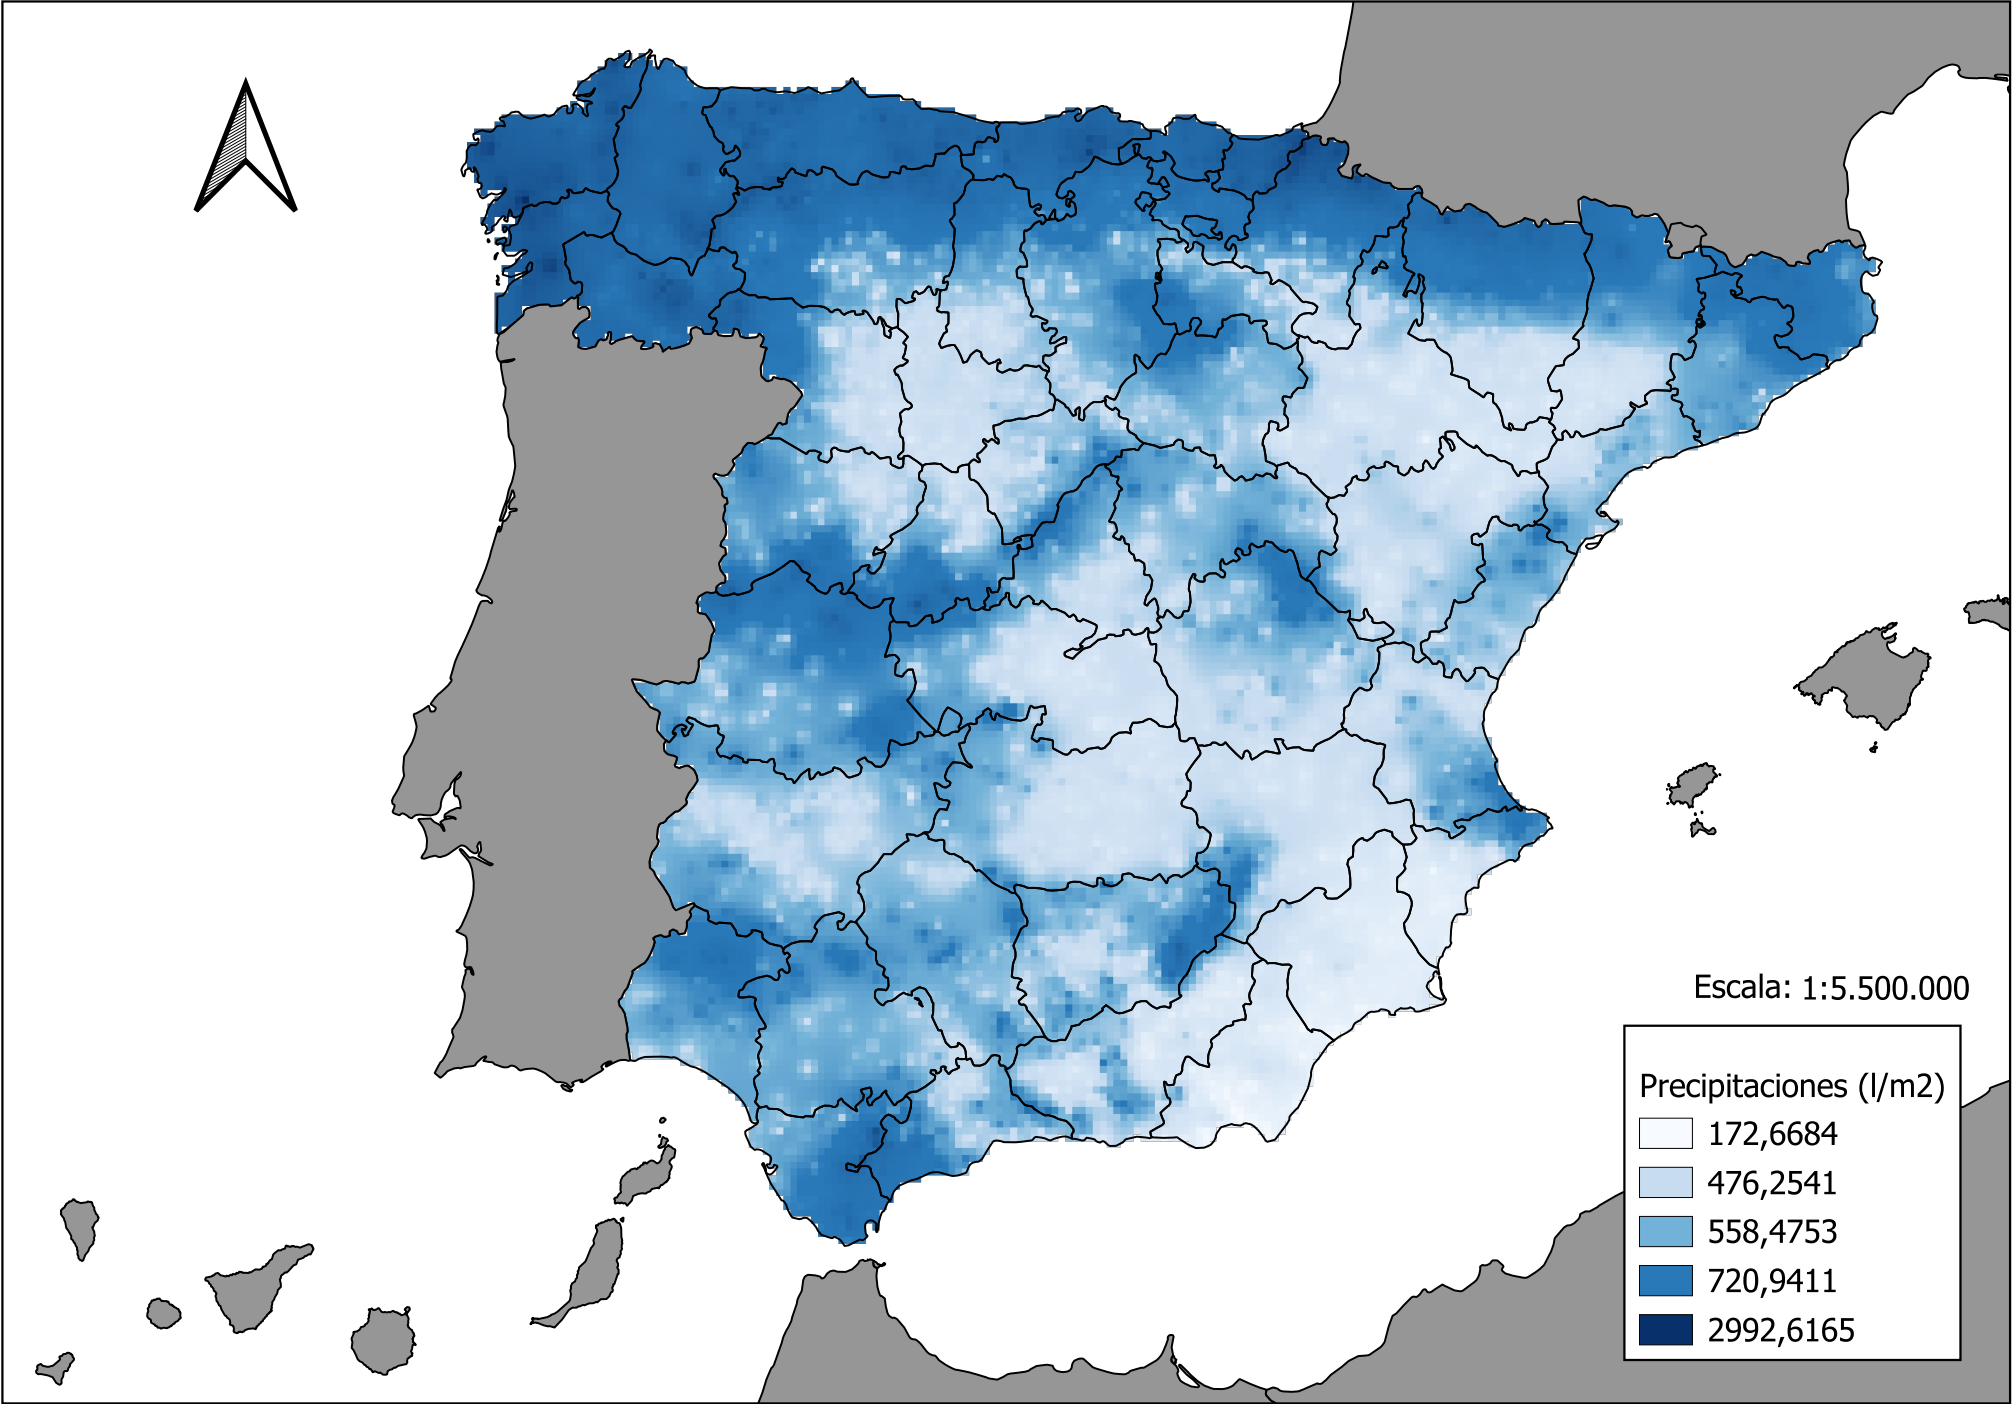 Escala: 1:5.500.000
Precipitaciones (l/m2)
172,6684
476,2541
558,4753
720,9411
2992,6165